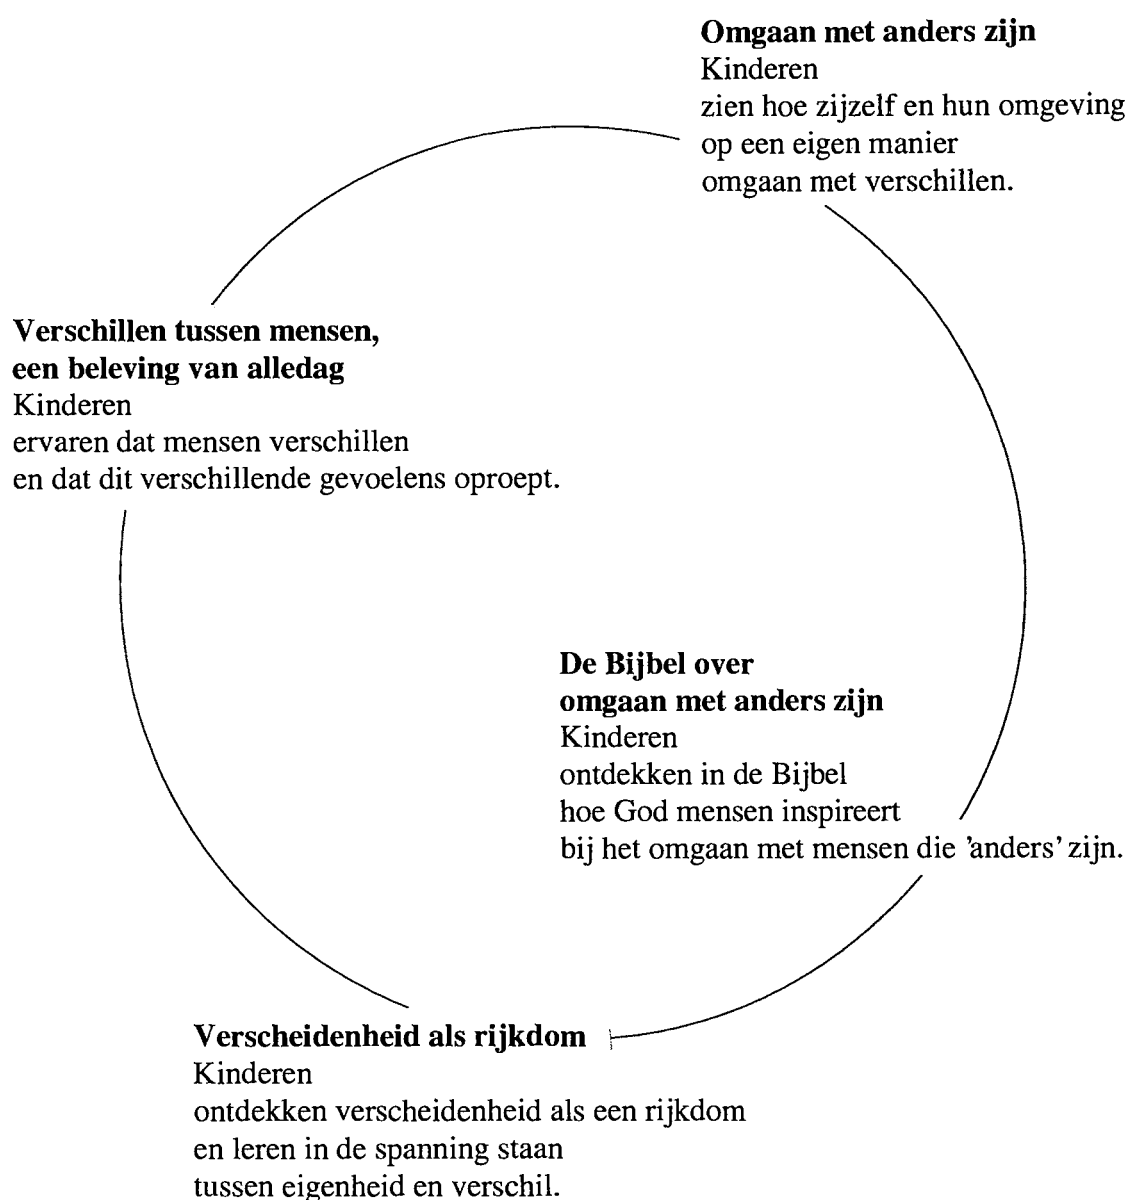 Omgaan met anders zijn
Kinderen
zien hoe zijzelf en hun omgeving
op een eigen manier
omgaan met verschillen.
Verschillen tussen mensen,
een beleving van alledag
Kinderen
ervaren dat mensen verschillen
en dat dit verschillende gevoelens oproept.
De Bijbel over
omgaan met anders zijn
Kinderen
ontdekken in de Bijbel
hoe God mensen inspireert
bij het omgaan met mensen die 'anders' zijn.
Verscheidenheid als rijkdom
Kinderen
ontdekken verscheidenheid als een rijkdom
en leren in de spanning staan
tussen eigenheid en verschil.